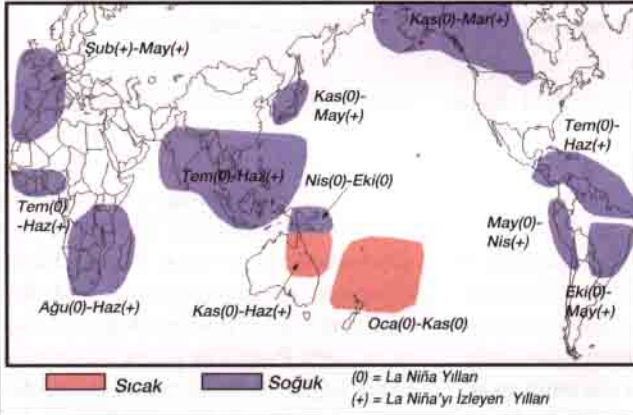 Kas(0)-Mar(+)
Şub(+)-May(+)
Kas(0)-
May(+)
Tem(0)-
Haz(+)
Tem(0)-Haz(+)
Nis(0)-Eki(0)
Tem(0)
-Haz(+)
May(0)-
Nis(+)
Ağu(0)-Haz(+)
Kas(0)-Haz(+)
Oca(0)-Kas(0)
Eki(0)-
May(+)
Sıcak
Soğuk
(0) = La Niña Yılları
(+) = La Niña'yı İzleyen Yılları